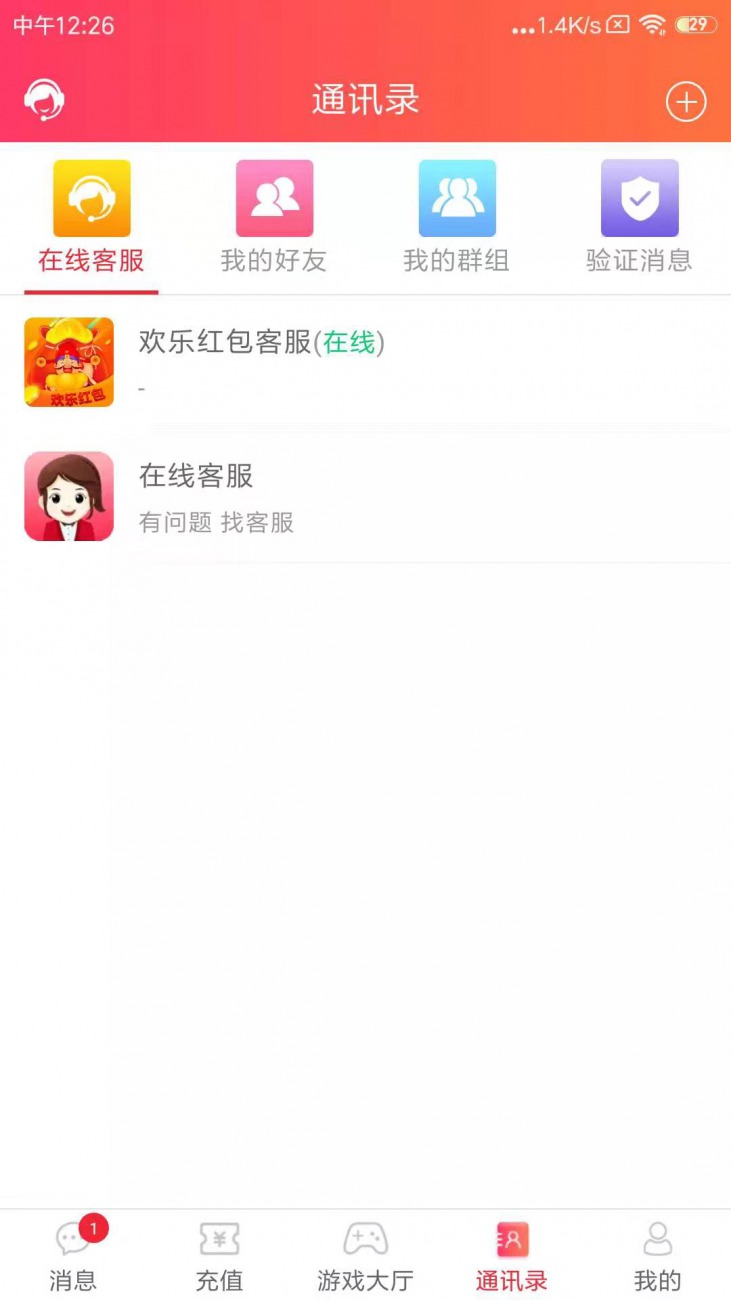 中午12:26
...1.4K/s
29
通讯录
在线客服 我的好友 我的群组 验证消息
欢乐红包客服(在线)
-
欢乐红包
在线客服
有问题 找客服
1
消息 充值 游戏大厅 通讯录 我的